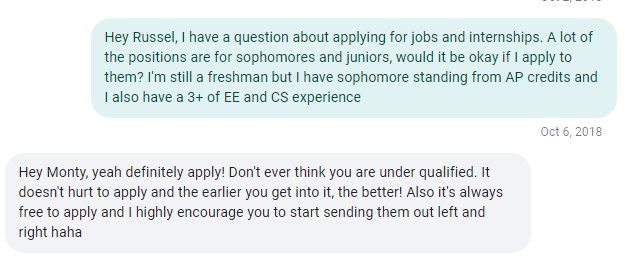 Hey Russel, I have a question about applying for jobs and internships. A lot of
the positions are for sophomores and juniors, would it be okay if I apply to
them? I'm still a freshman but I have sophomore standing from AP credits and
I also have a 3+ of EE and CS experience
Oct 6, 2018
Hey Monty, yeah definitely apply! Don't ever think you are under qualified. It
doesn't hurt to apply and the earlier you get into it, the better! Also it's always
free to apply and I highly encourage you to start sending them out left and
right haha